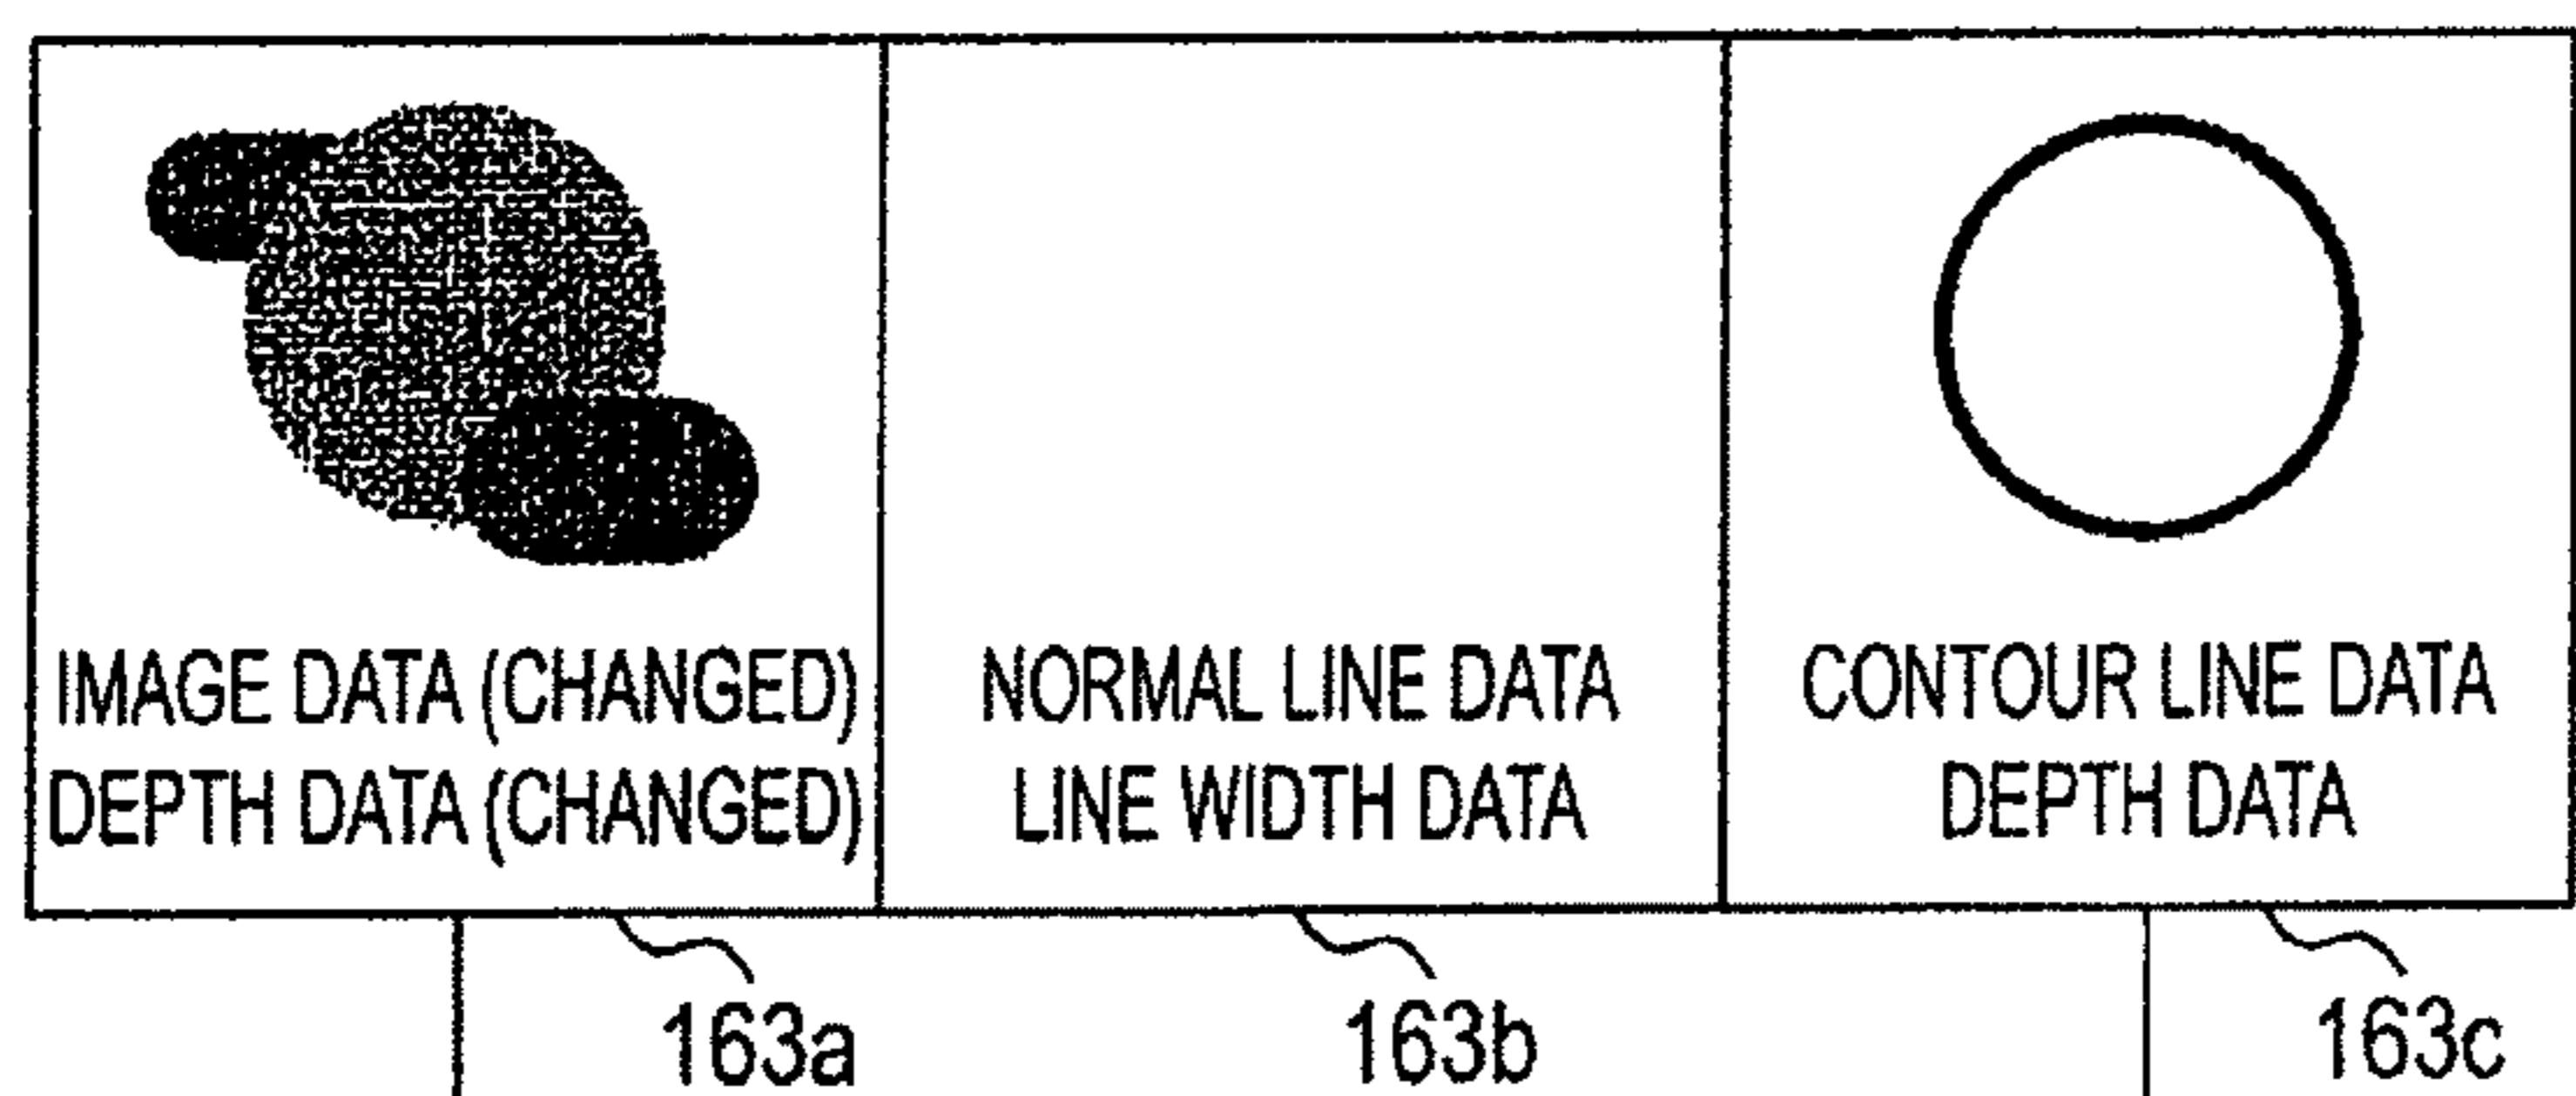 IMAGE DATA (CHANGED)
DEPTH DATA (CHANGED)
NORMAL LINE DATA
LINE WIDTH DATA
CONTOUR LINE DATA
DEPTH DATA
163a
163b
163c